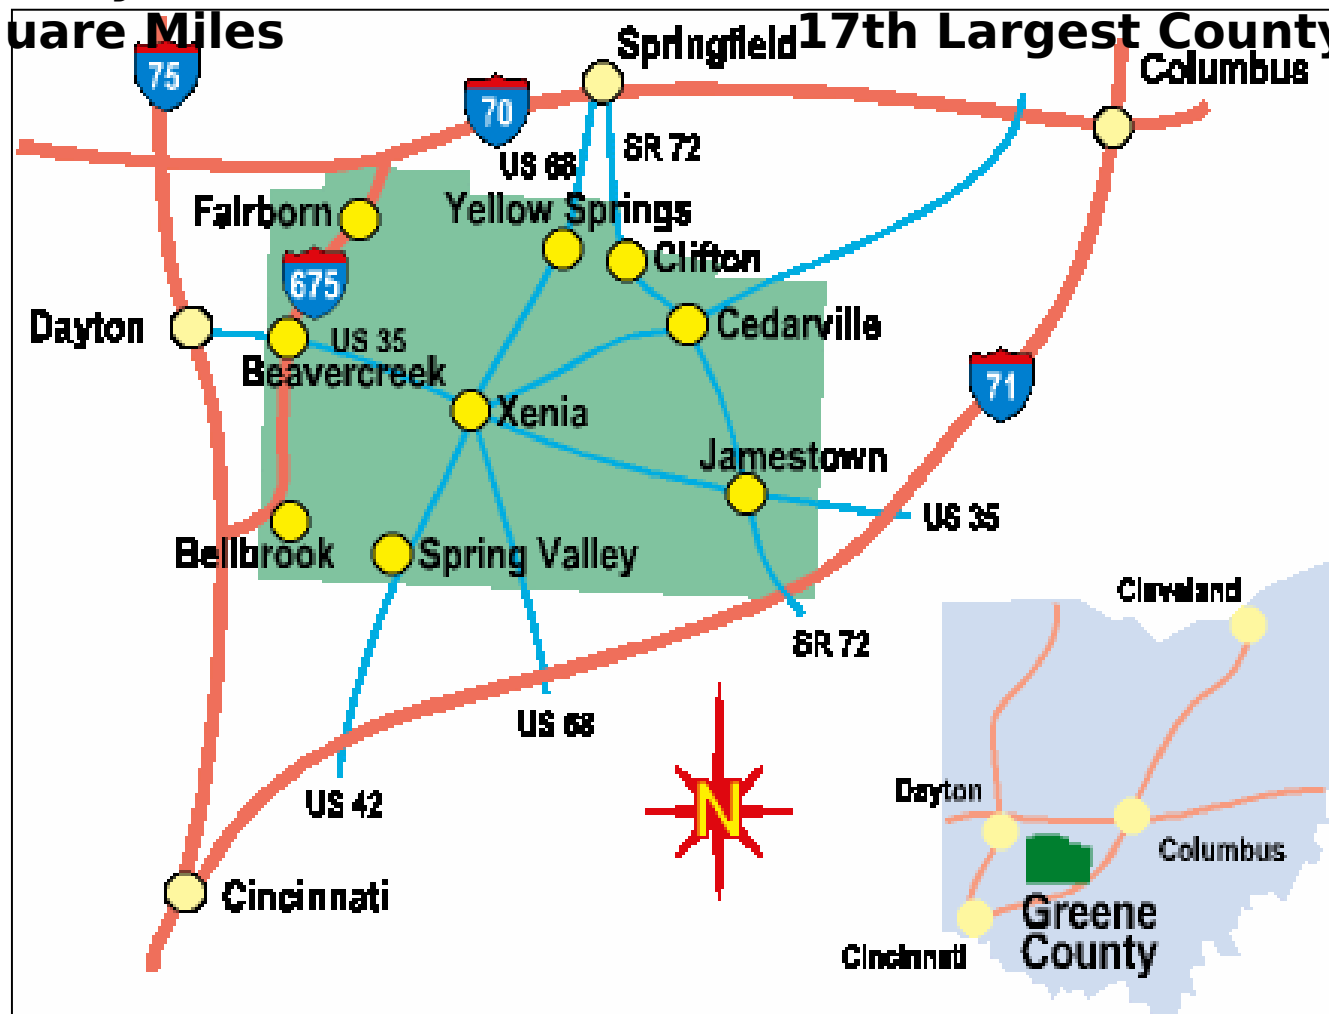 uare Miles
17th Largest County
Springfield
Columbus
75
70
US 68
SR 72
Fairborn
Yellow Springs
Clifton
675
Dayton
US 35
Cedarville
Beavercreek
71
Xenia
Jamestown
US 35
Bellbrook
Spring Valley
Cleveland
SR 72
US 68
Dayton
US 42
N
Columbus
Cincinnati
Greene
County
Cincinnati